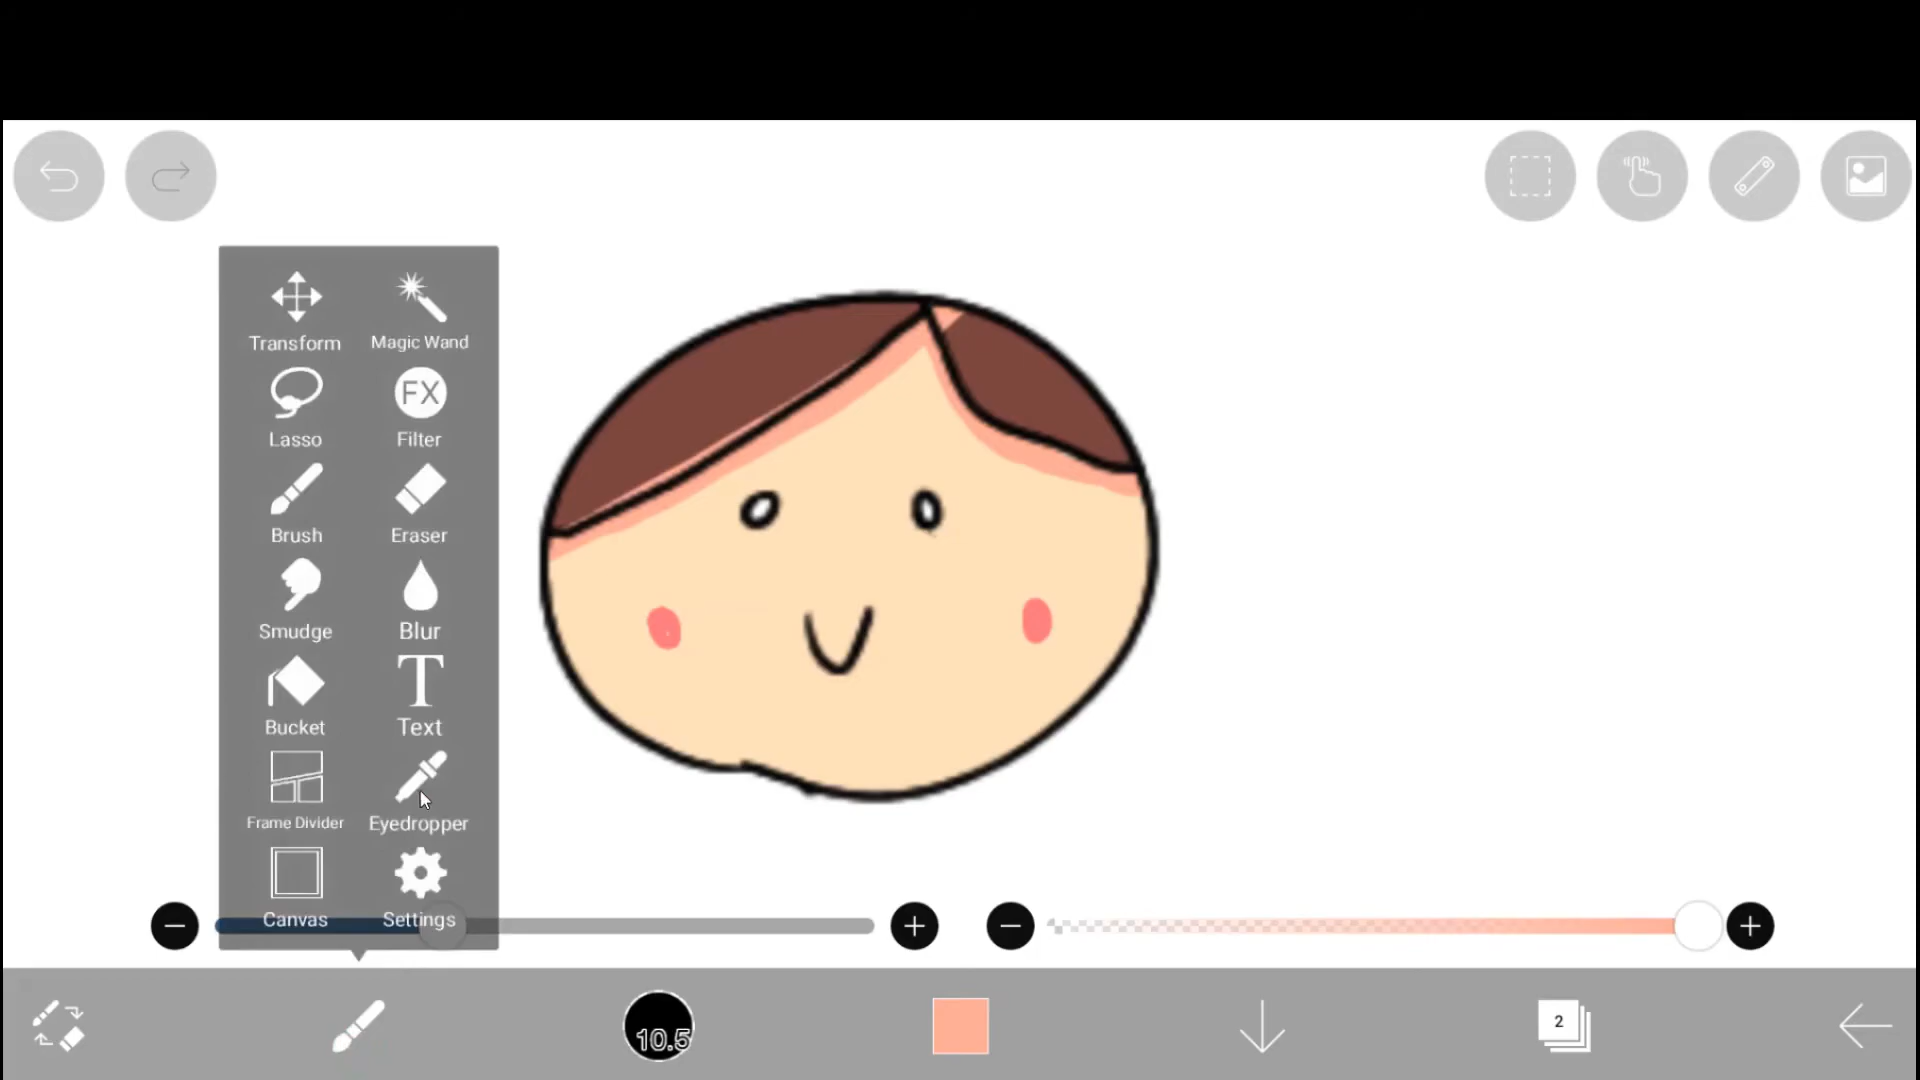 Transform Magic Wand
FX
Lasso Filter
Brush Eraser
Smudge Blur
T
Bucket Text
Frame Divider Eyedropper
Canvas Settings
10.5
2